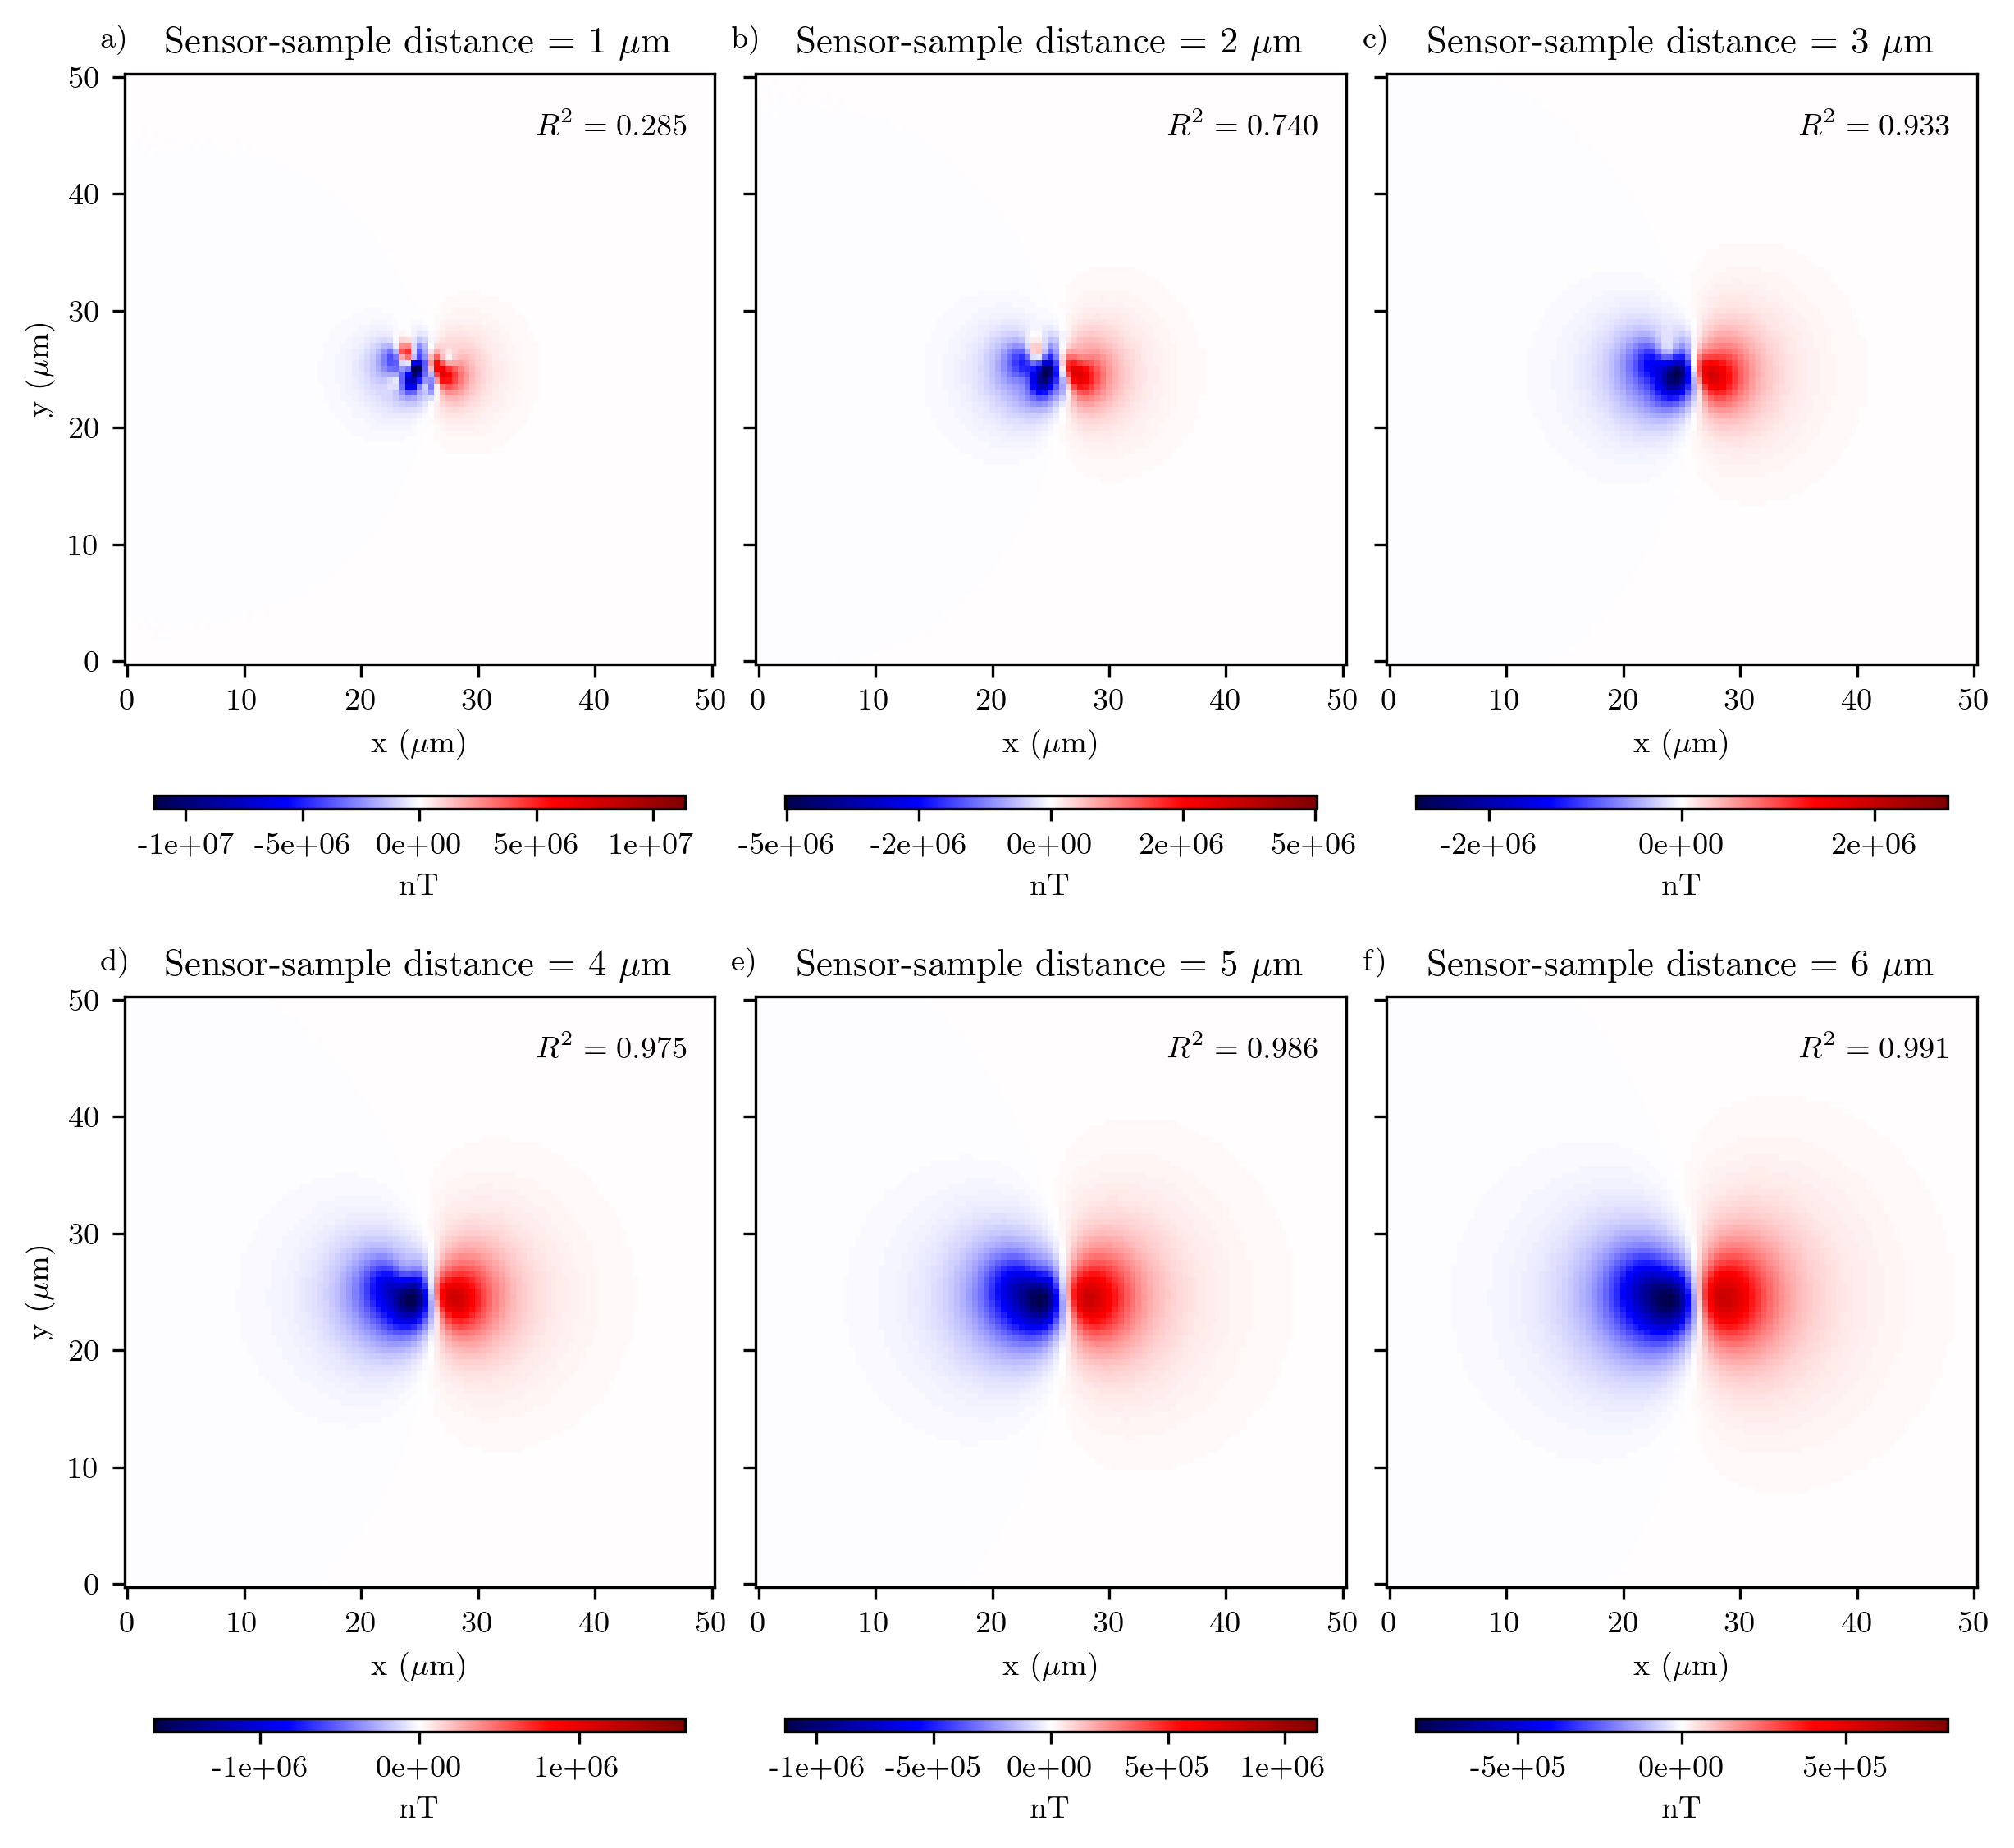 a) Sensor-sample distance = 1 μm
b) Sensor-sample distance = 2 μm
c) Sensor-sample distance = 3 μm
R² = 0.285
R² = 0.740
R² = 0.933
50
40
30
20
10
0
y (μm)
0 10 20 30 40 50
0 10 20 30 40 50
0 10 20 30 40 50
x (μm)
x (μm)
x (μm)
-1e+07 -5e+06 0e+00 5e+06 1e+07
-5e+06 -2e+06 0e+00 2e+06 5e+06
-2e+06 0e+00 2e+06
nT
nT
nT
d) Sensor-sample distance = 4 μm
e) Sensor-sample distance = 5 μm
f) Sensor-sample distance = 6 μm
R² = 0.975
R² = 0.986
R² = 0.991
50
40
30
20
10
0
y (μm)
0 10 20 30 40 50
0 10 20 30 40 50
0 10 20 30 40 50
x (μm)
x (μm)
x (μm)
-1e+06 0e+00 1e+06
-1e+06 -5e+05 0e+00 5e+05 1e+06
-5e+05 0e+00 5e+05
nT
nT
nT